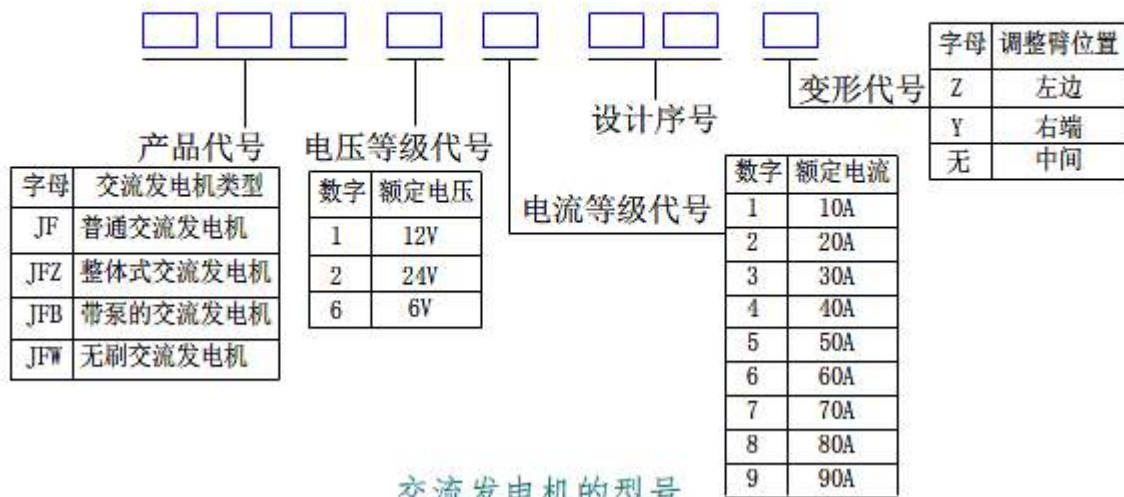 字母 调整臂位置
Z 左边
Y 右端
无 中间
变形代号
设计序号
产品代号
电压等级代号
电流等级代号
字母 交流发电机类型
JF 普通交流发电机
JFZ 整体式交流发电机
JFB 带泵的交流发电机
JFW 无刷交流发电机
数字 额定电压
1 12V
2 24V
6 6V
数字 额定电流
1 10A
2 20A
3 30A
4 40A
5 50A
6 60A
7 70A
8 80A
9 90A
交流发电机的型号